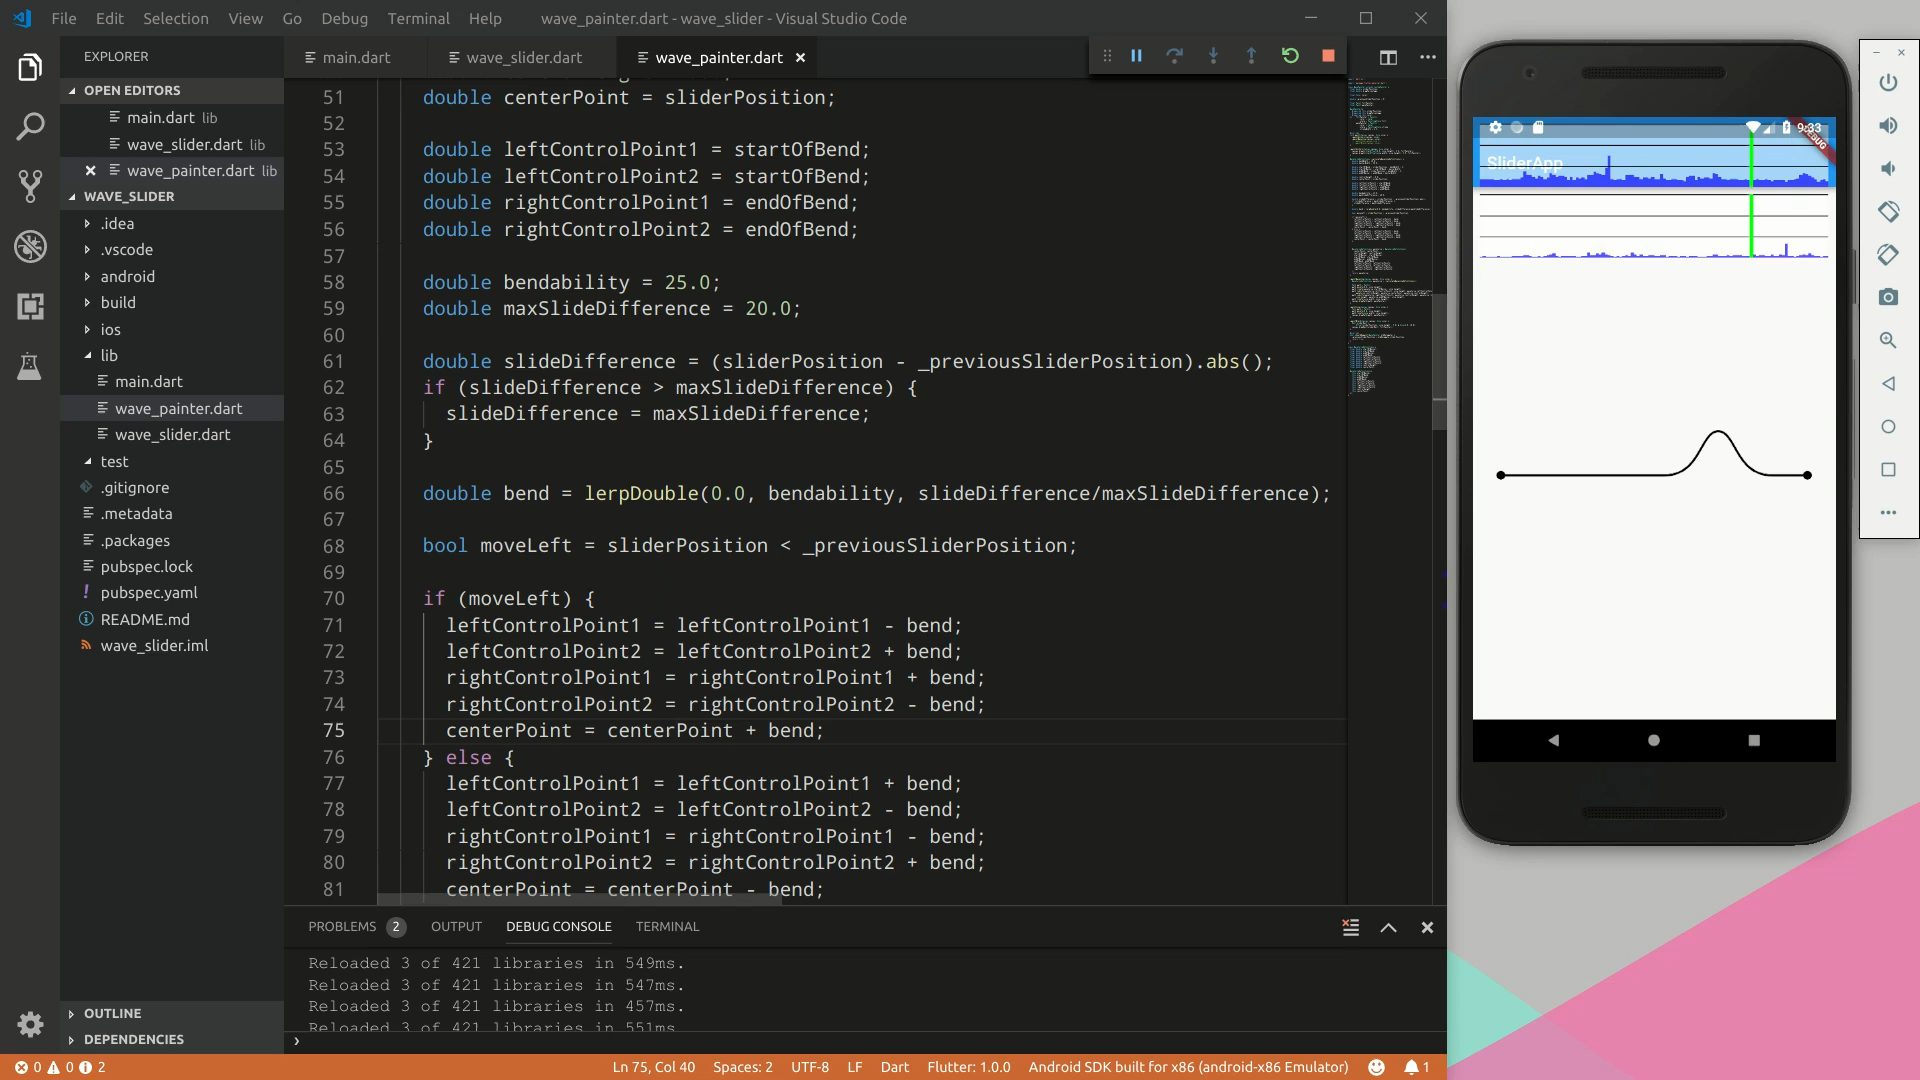 File Edit Selection View Go Debug Terminal Help
wave_painter.dart - wave_slider - Visual Studio Code
EXPLORER
OPEN EDITORS
main.dart lib
wave_slider.dart lib
wave_painter.dart lib
WAVE_SLIDER
.idea
.vscode
android
build
ios
lib
main.dart
wave_painter.dart
wave_slider.dart
test
.gitignore
.metadata
.packages
pubspec.lock
pubspec.yaml
README.md
wave_slider.iml
OUTLINE
DEPENDENCIES
main.dart
wave_slider.dart
wave_painter.dart
51 double centerPoint = sliderPosition;
52
53 double leftControlPoint1 = startOfBend;
54 double leftControlPoint2 = startOfBend;
55 double rightControlPoint1 = endOfBend;
56 double rightControlPoint2 = endOfBend;
57
58 double bendability = 25.0;
59 double maxSlideDifference = 20.0;
60
61 double slideDifference = (sliderPosition - _previousSliderPosition).abs();
62 if (slideDifference > maxSlideDifference) {
63 slideDifference = maxSlideDifference;
64 }
65
66 double bend = lerpDouble(0.0, bendability, slideDifference/maxSlideDifference);
67
68 bool moveLeft = sliderPosition < _previousSliderPosition;
69
70 if (moveLeft) {
71 leftControlPoint1 = leftControlPoint1 - bend;
72 leftControlPoint2 = leftControlPoint2 + bend;
73 rightControlPoint1 = rightControlPoint1 + bend;
74 rightControlPoint2 = rightControlPoint2 - bend;
75 centerPoint = centerPoint + bend;
76 } else {
77 leftControlPoint1 = leftControlPoint1 + bend;
78 leftControlPoint2 = leftControlPoint2 - bend;
79 rightControlPoint1 = rightControlPoint1 - bend;
80 rightControlPoint2 = rightControlPoint2 + bend;
81 centerPoint = centerPoint - bend;
PROBLEMS 2 OUTPUT DEBUG CONSOLE TERMINAL
Reloaded 3 of 421 libraries in 549ms.
Reloaded 3 of 421 libraries in 547ms.
Reloaded 3 of 421 libraries in 457ms.
Reloaded 3 of 421 libraries in 551ms.
0 0 2
Ln 75, Col 40 Spaces: 2 UTF-8 LF Dart Flutter: 1.0.0 Android SDK built for x86 (android-x86 Emulator) 1
9:33
DEBUG
SliderApp